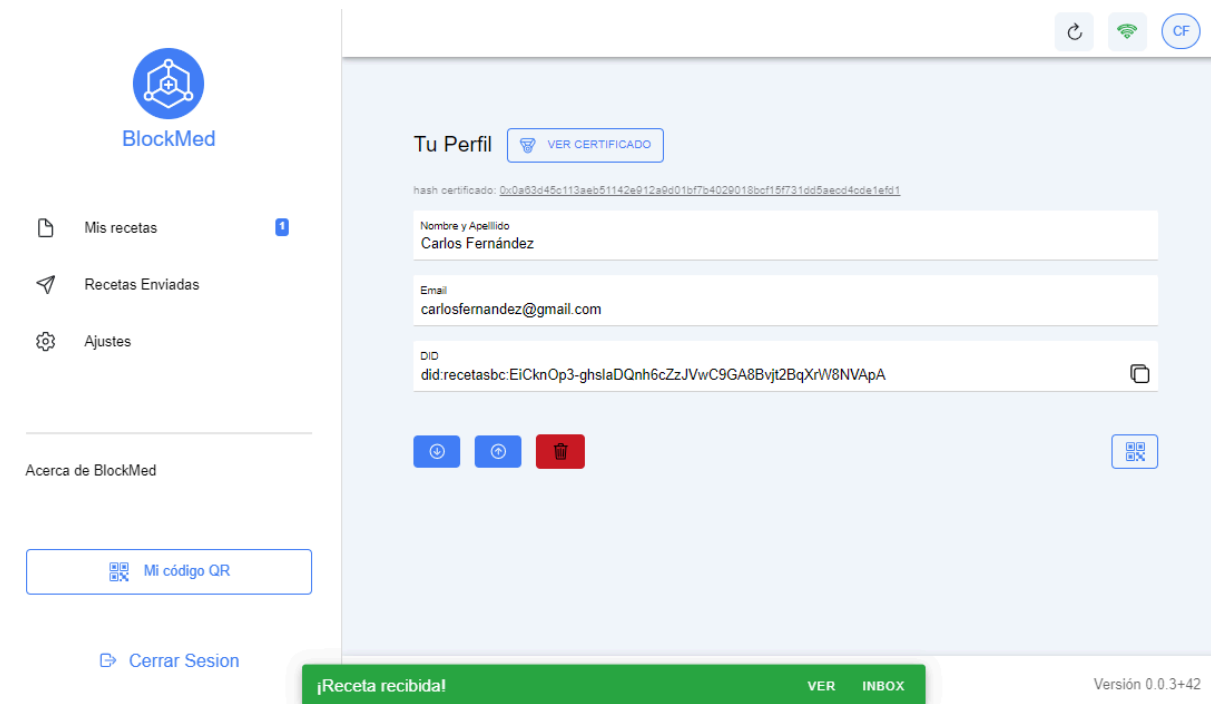 BlockMed
Mis recetas 1
Recetas Enviadas
Ajustes
Acerca de BlockMed
Mi código QR
Cerrar Sesion
CF
Tu Perfil VER CERTIFICADO
hash certificado: 0x0a63d45c113aeb51142e912a9d01bf7b4029018bcf15f731dd5aecd4cde1efd1
Nombre y Apelllido
Carlos Fernández
Email
carlosfernandez@gmail.com
DID
did:recetasbc:EiCknOp3-ghslaDQnh6cZzJVwC9GA8Bvjt2BqXrW8NVApA
¡Receta recibida! VER INBOX
Versión 0.0.3+42